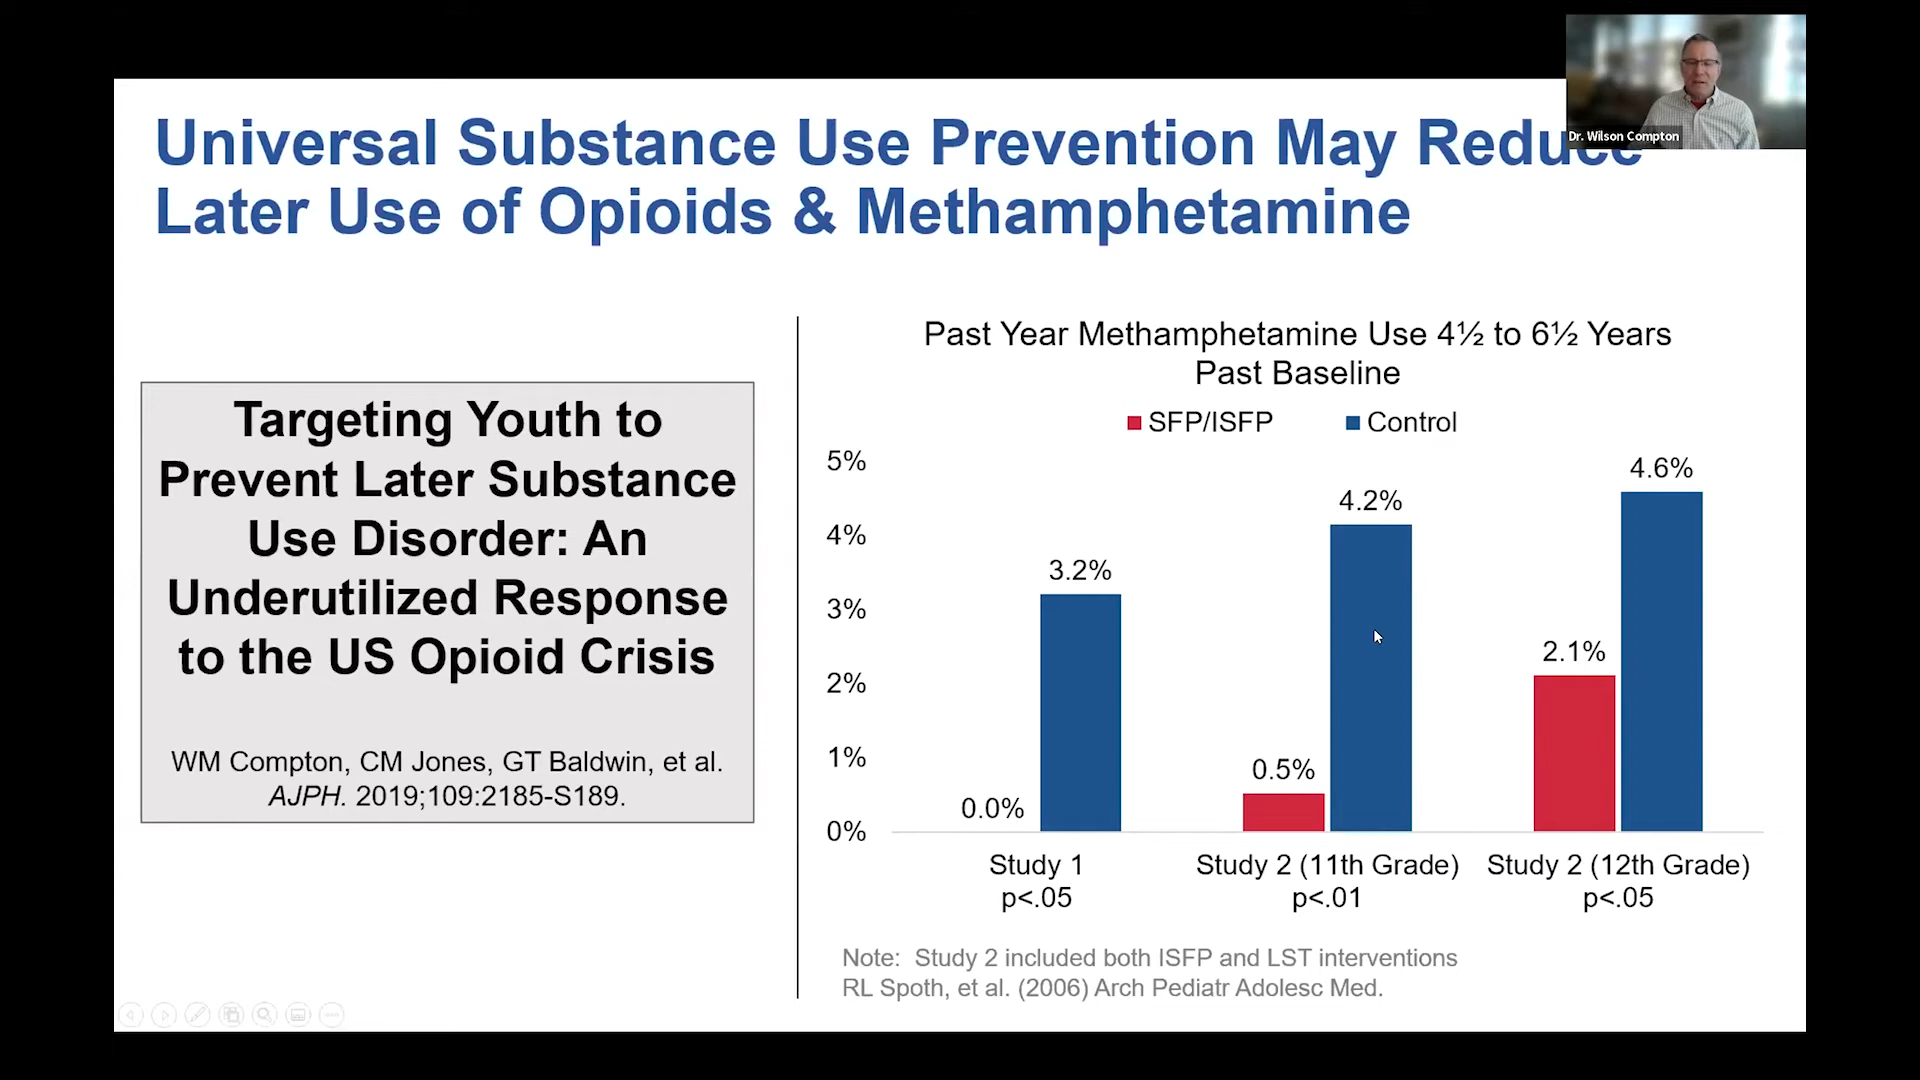 Dr. Wilson Compton
Universal Substance Use Prevention May Reduce
Later Use of Opioids & Methamphetamine
Targeting Youth to
Prevent Later Substance
Use Disorder: An
Underutilized Response
to the US Opioid Crisis
WM Compton, CM Jones, GT Baldwin, et al.
AJPH. 2019;109:2185-S189.
Past Year Methamphetamine Use 4½ to 6½ Years
Past Baseline
SFP/ISFP Control
5%
4%
3%
2%
1%
0%
0.0%
3.2%
0.5%
4.2%
2.1%
4.6%
Study 1
p<.05
Study 2 (11th Grade)
p<.01
Study 2 (12th Grade)
p<.05
Note: Study 2 included both ISFP and LST interventions
RL Spoth, et al. (2006) Arch Pediatr Adolesc Med.